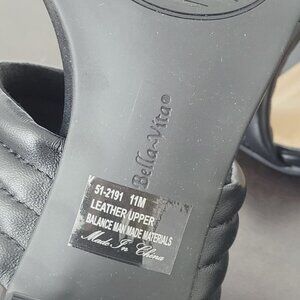 Bella-Vita®
51-2191 11M
LEATHER UPPER
BALANCE MAN MADE MATERIALS
Made In China